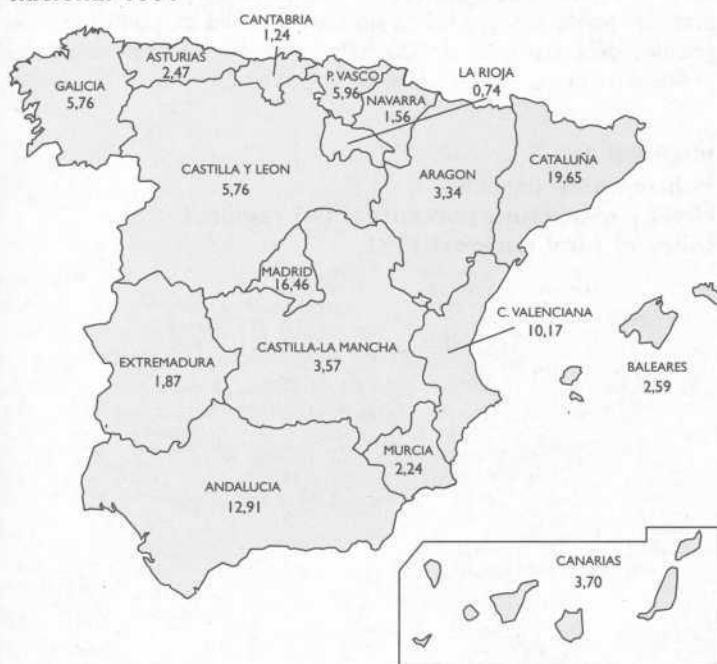 CANTABRIA
1,24
ASTURIAS
2,47
GALICIA
5,76
P. VASCO
5,96
NAVARRA
1,56
LA RIOJA
0,74
CASTILLA Y LEON
5,76
ARAGON
3,34
CATALUÑA
19,65
MADRID
16,46
C. VALENCIANA
10,17
CASTILLA-LA MANCHA
3,57
EXTREMADURA
1,87
BALEARES
2,59
MURCIA
2,24
ANDALUCIA
12,91
CANARIAS
3,70